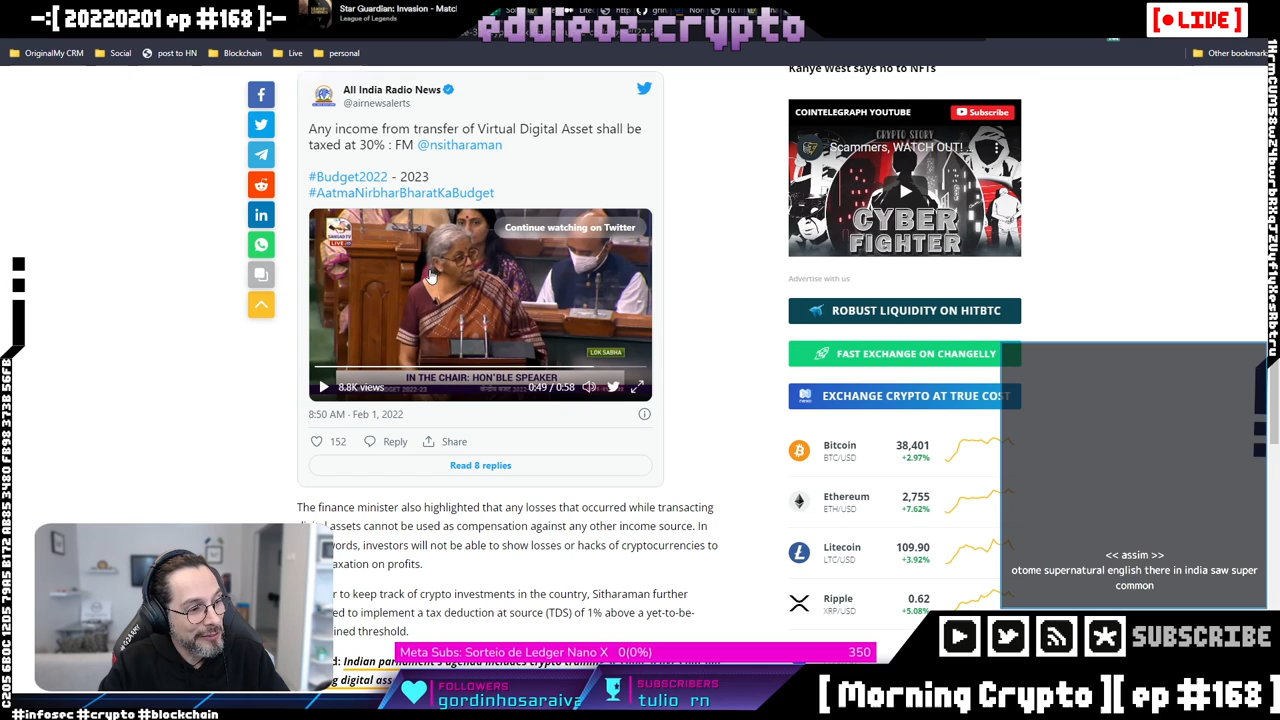 -:[ 20220201 ep #168 ]:-
Star Guardian: Invasion - Matcl
League of Legends
eddieoz.crypto
[ • LIVE ]
OriginalMy CRM
Social
post to HN
Blockchain
Live
personal
Other bookmark
All India Radio News
@airnewsalerts
Any income from transfer of Virtual Digital Asset shall be
taxed at 30% : FM @nsitharaman
#Budget2022 - 2023
#AatmaNirbharBharatKaBudget
SANSAD TV
LIVE
Continue watching on Twitter
LOK SABHA
IN THE CHAIR: HON'BLE SPEAKER
8.8K views
0:49 / 0:58
8:50 AM · Feb 1, 2022
152
Reply
Share
Read 8 replies
The finance minister also highlighted that any losses that occurred while transacting
assets cannot be used as compensation against any other income source. In
words, investors will not be able to show losses or hacks of cryptocurrencies to
taxation on profits.
to keep track of crypto investments in the country, Sitharaman further
to implement a tax deduction at source (TDS) of 1% above a yet-to-be-
threshold.
Kanye West says no to NFTs
COINTELEGRAPH YOUTUBE
Subscribe
CRYPTO STORY
Scammers, WATCH OUT! ..
CYBER
FIGHTER
Advertise with us
ROBUST LIQUIDITY ON HITBTC
FAST EXCHANGE ON CHANGELLY
EXCHANGE CRYPTO AT TRUE COST
Bitcoin
BTC/USD
38,401
+2.97%
Ethereum
ETH/USD
2,755
+7.62%
Litecoin
LTC/USD
109.90
+3.92%
Ripple
XRP/USD
0.62
+5.08%
<< assim >>
otome supernatural english there in india saw super
common
Meta Subs: Sorteio de Ledger Nano X 0(0%)
350
FOLLOWERS
gordinhosaraiva
SUBSCRIBERS
tulio_rn
SUBSCRIBE
[ Morning Crypto ][ ep #168 ]
#infosec #crypto #blockchain